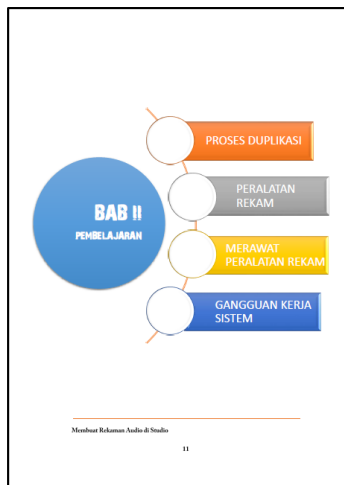 BAB II
PEMBELAJARAN
PROSES DUPLIKASI
PERALATAN
REKAM
MERAWAT
PERALATAN REKAM
GANGGUAN KERJA
SISTEM
Membuat Rekaman Audio di Studio
11